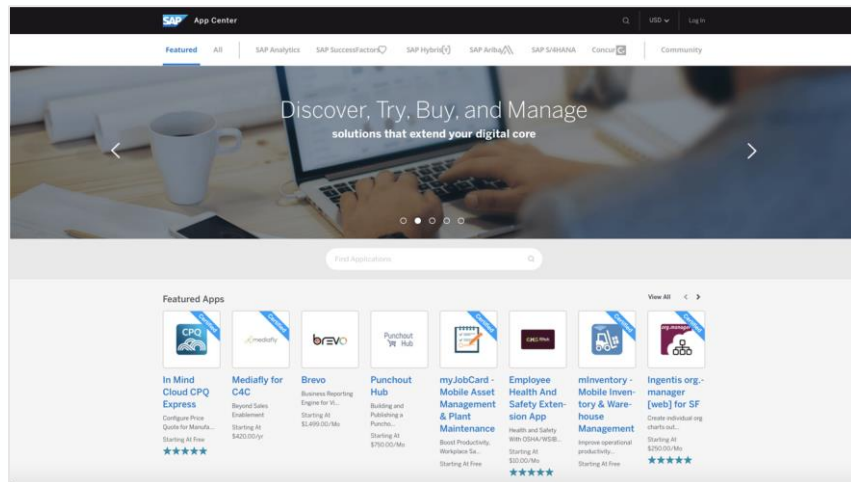 SAP App Center
USD
Log In
Featured
All
SAP Analytics
SAP SuccessFactors
SAP Hybris(Y)
SAP Ariba
SAP S/4HANA
Concur
Community
Discover, Try, Buy, and Manage
solutions that extend your digital core
Find Applications
Featured Apps
View All
Certified
CPQ
In Mind
Cloud CPQ
Express
Configure Price
Quote for Manufa...
Starting At Free
Certified
mediafly
Mediafly for
C4C
Beyond Sales
Enablement
Starting At
$420.00/yr
brevo
Brevo
Business Reporting
Engine for Vi...
Starting At
$1,499.00/Mo
Punchout
Hub
Punchout
Hub
Building and
Publishing a
Puncho...
Starting At
$750.00/Mo
Certified
myJobCard -
Mobile Asset
Management
& Plant
Maintenance
Boost Productivity,
Workplace Sa...
Starting At Free
Employee
Health And
Safety Exten-
sion App
Health and Safety
With OSHA/WSIB...
Starting At
$10.00/Mo
Certified
mInventory -
Mobile Inven-
tory & Ware-
house
Management
Improve operational
productivity...
Starting At Free
Certified
org.manager
Ingentis org.-
manager
[web] for SF
Create individual org
charts out...
Starting At
$250.00/Mo